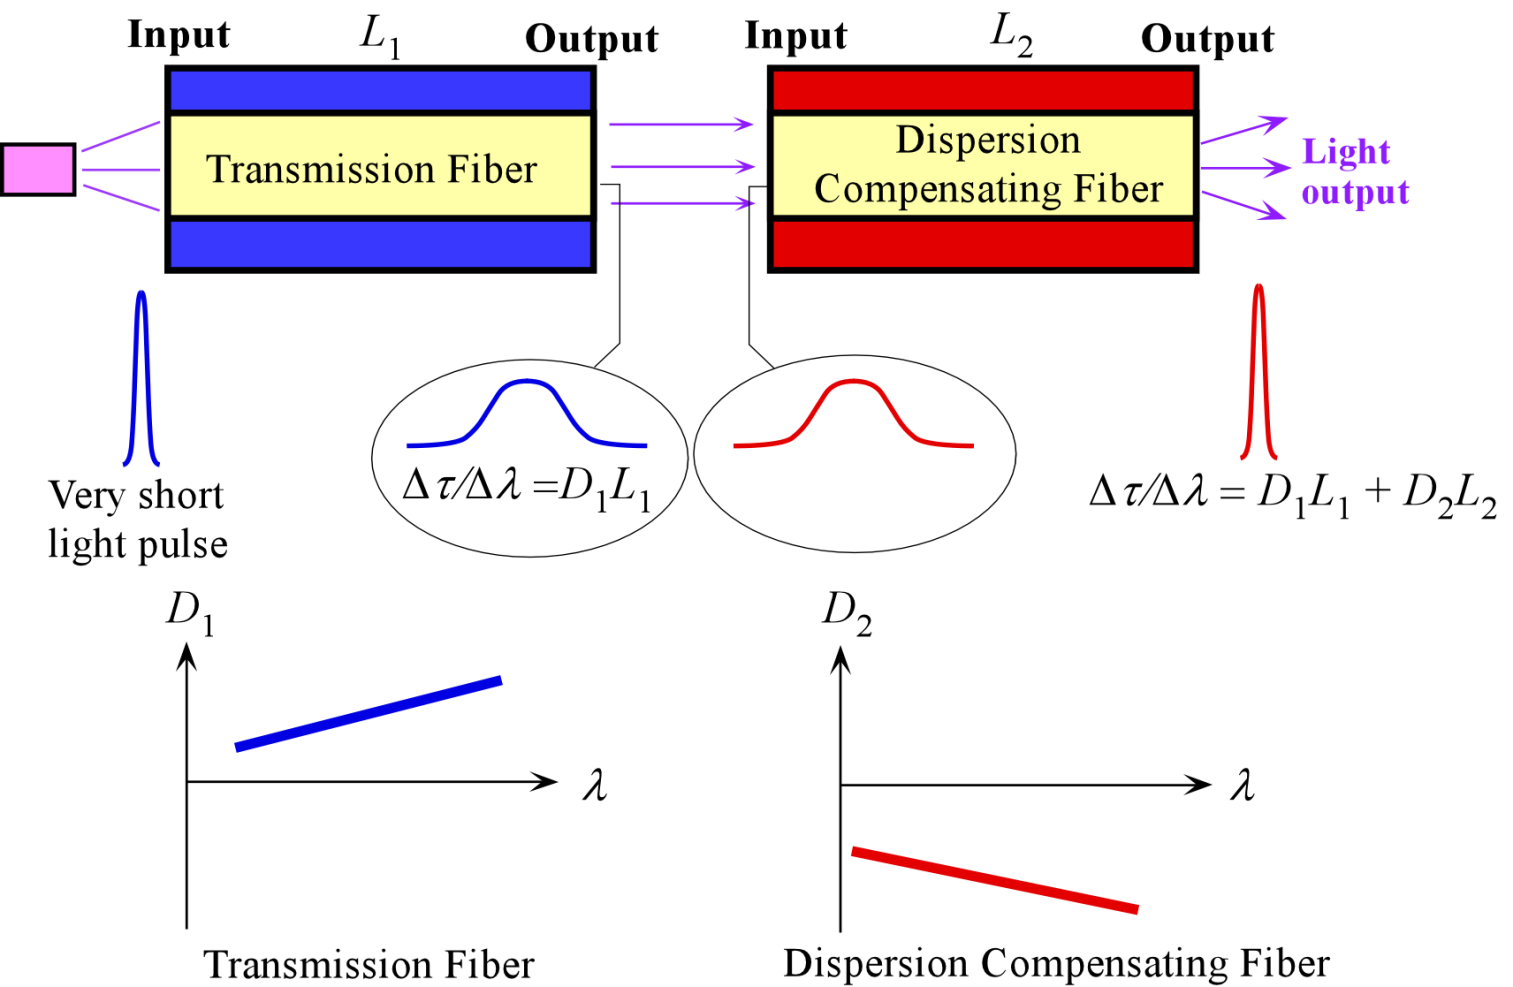 Input L₁ Output Input L₂ Output
Transmission Fiber
Dispersion
Compensating Fiber
Light
output
Very short
light pulse
Δτ/Δλ =D₁L₁
Δτ/Δλ = D₁L₁ + D₂L₂
D₁
λ
Transmission Fiber
D₂
λ
Dispersion Compensating Fiber